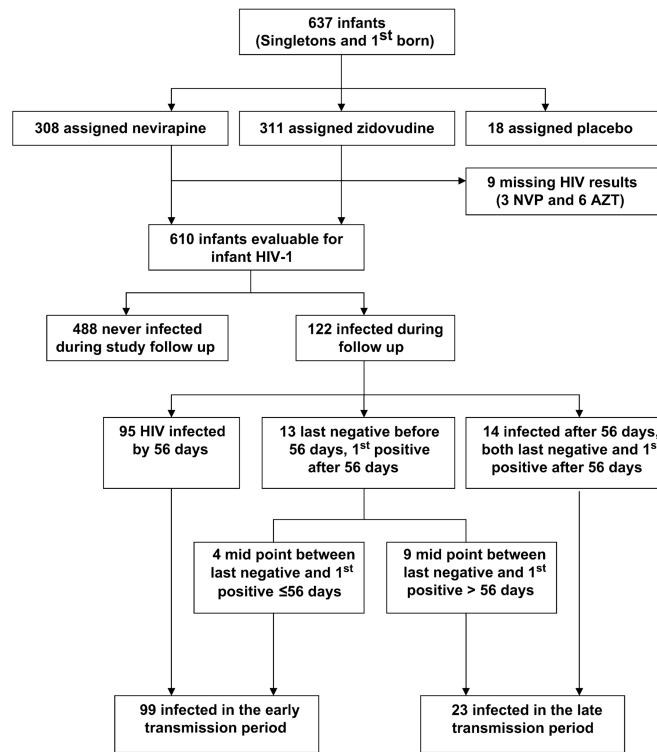 637 infants
(Singletons and 1st born)
308 assigned nevirapine
311 assigned zidovudine
18 assigned placebo
9 missing HIV results
(3 NVP and 6 AZT)
610 infants evaluable for
infant HIV-1
488 never infected
during study follow up
122 infected during
follow up
95 HIV infected
by 56 days
13 last negative before
56 days, 1st positive
after 56 days
14 infected after 56 days,
both last negative and 1s
positive after 56 days
4 mid point between
last negative and 1st
positive ≤56 days
9 mid point between
last negative and 1st
positive > 56 days
99 infected in the early
transmission period
23 infected in the late
transmission period